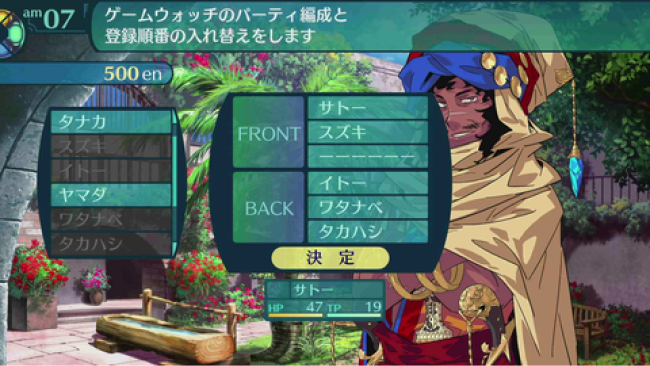 am07
ゲームウォッチのパーティ編成と
登録順番の入れ替えをします
500en
タナカ
スズキ
イトー
ヤマダ
ワタナベ
タカハシ
FRONT
サトー
スズキ
ーーーーーー
BACK
イトー
ワタナベ
タカハシ
決 定
サトー
HP 47 TP 19